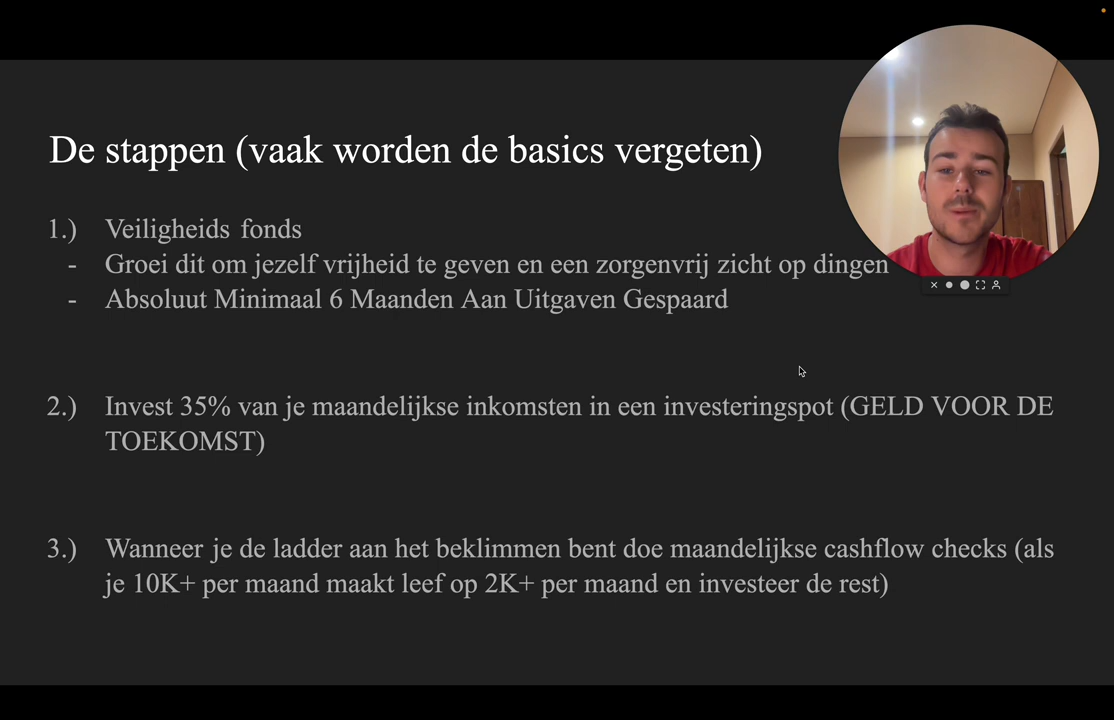 De stappen (vaak worden de basics vergeten)
1.) Veiligheids fonds
- Groei dit om jezelf vrijheid te geven en een zorgenvrij zicht op dingen
- Absoluut Minimaal 6 Maanden Aan Uitgaven Gespaard
2.) Invest 35% van je maandelijkse inkomsten in een investeringspot (GELD VOOR DE
TOEKOMST)
3.) Wanneer je de ladder aan het beklimmen bent doe maandelijkse cashflow checks (als
je 10K+ per maand maakt leef op 2K+ per maand en investeer de rest)